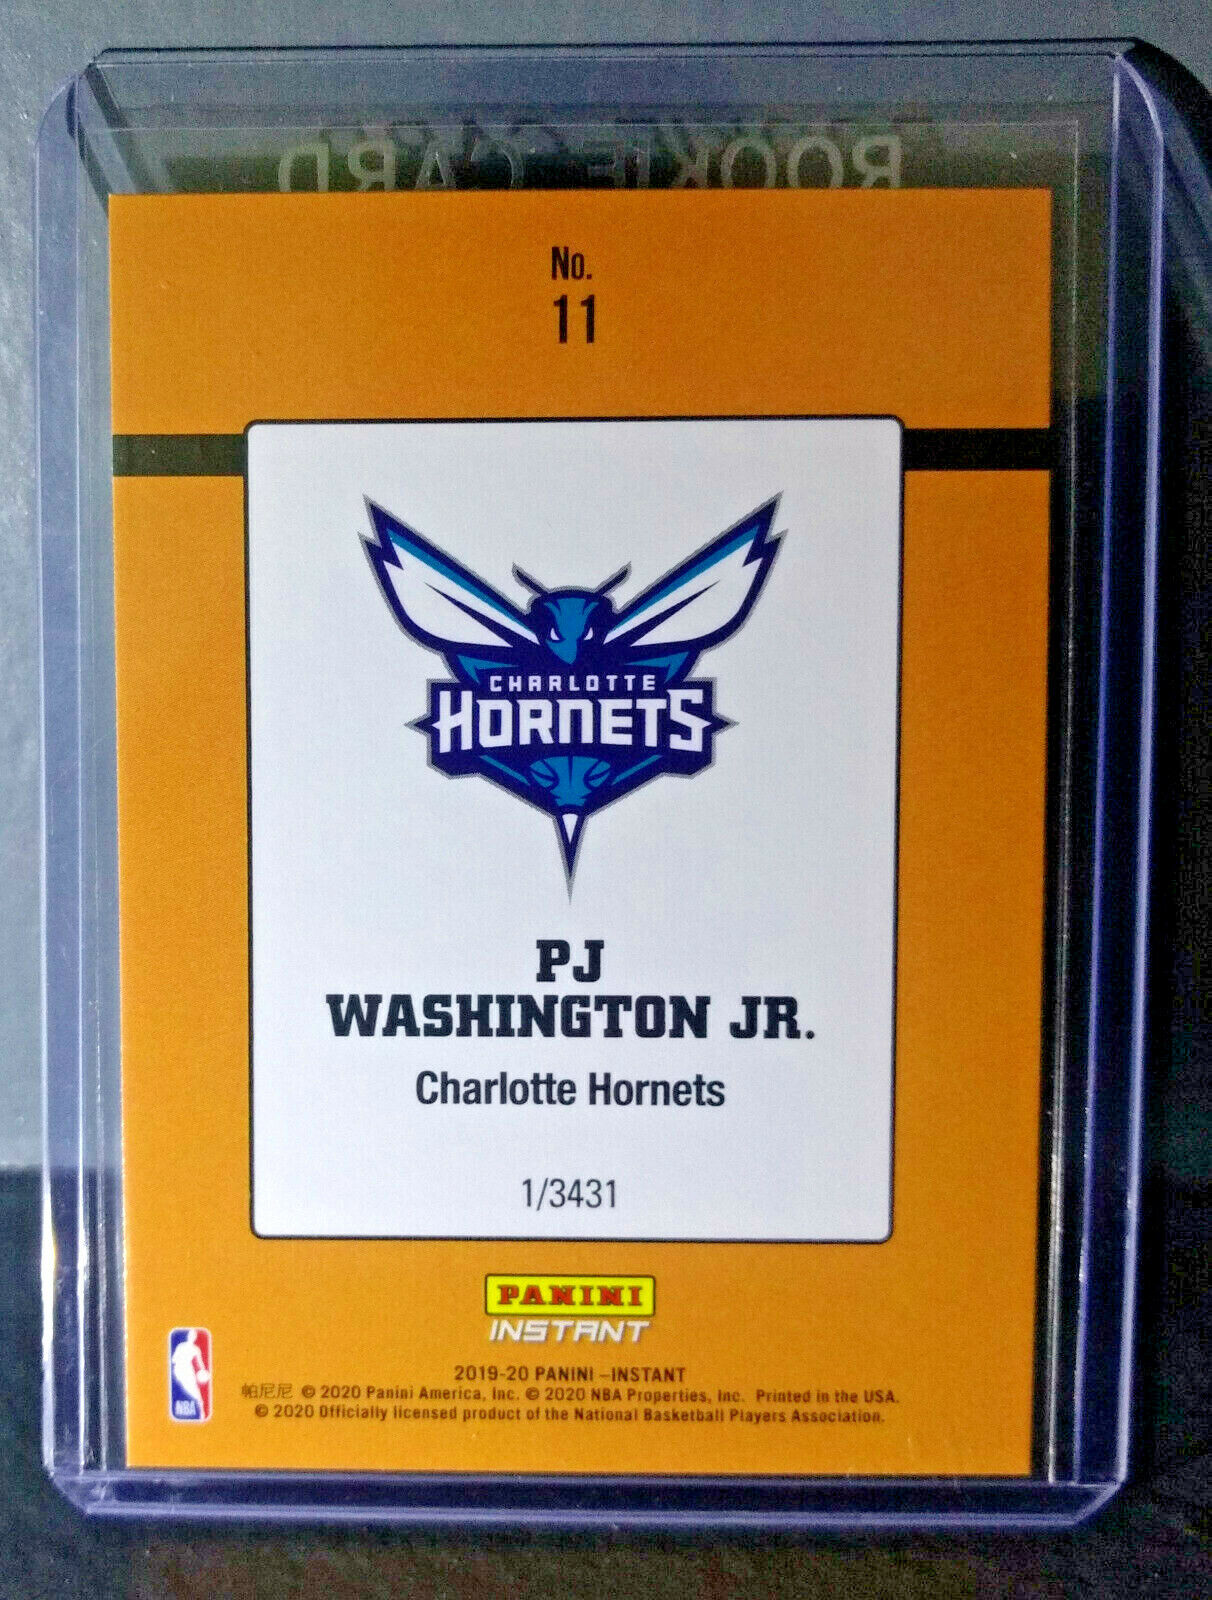 ROOKIE CARD
No.
11
CHARLOTTE
HORNETS
PJ
WASHINGTON JR.
Charlotte Hornets
1/3431
PANINI
INSTANT
NBA
2019-20 PANINI –INSTANT
帕尼尼 © 2020 Panini America, Inc. © 2020 NBA Properties, Inc. Printed in the USA.
© 2020 Officially licensed product of the National Basketball Players Association.